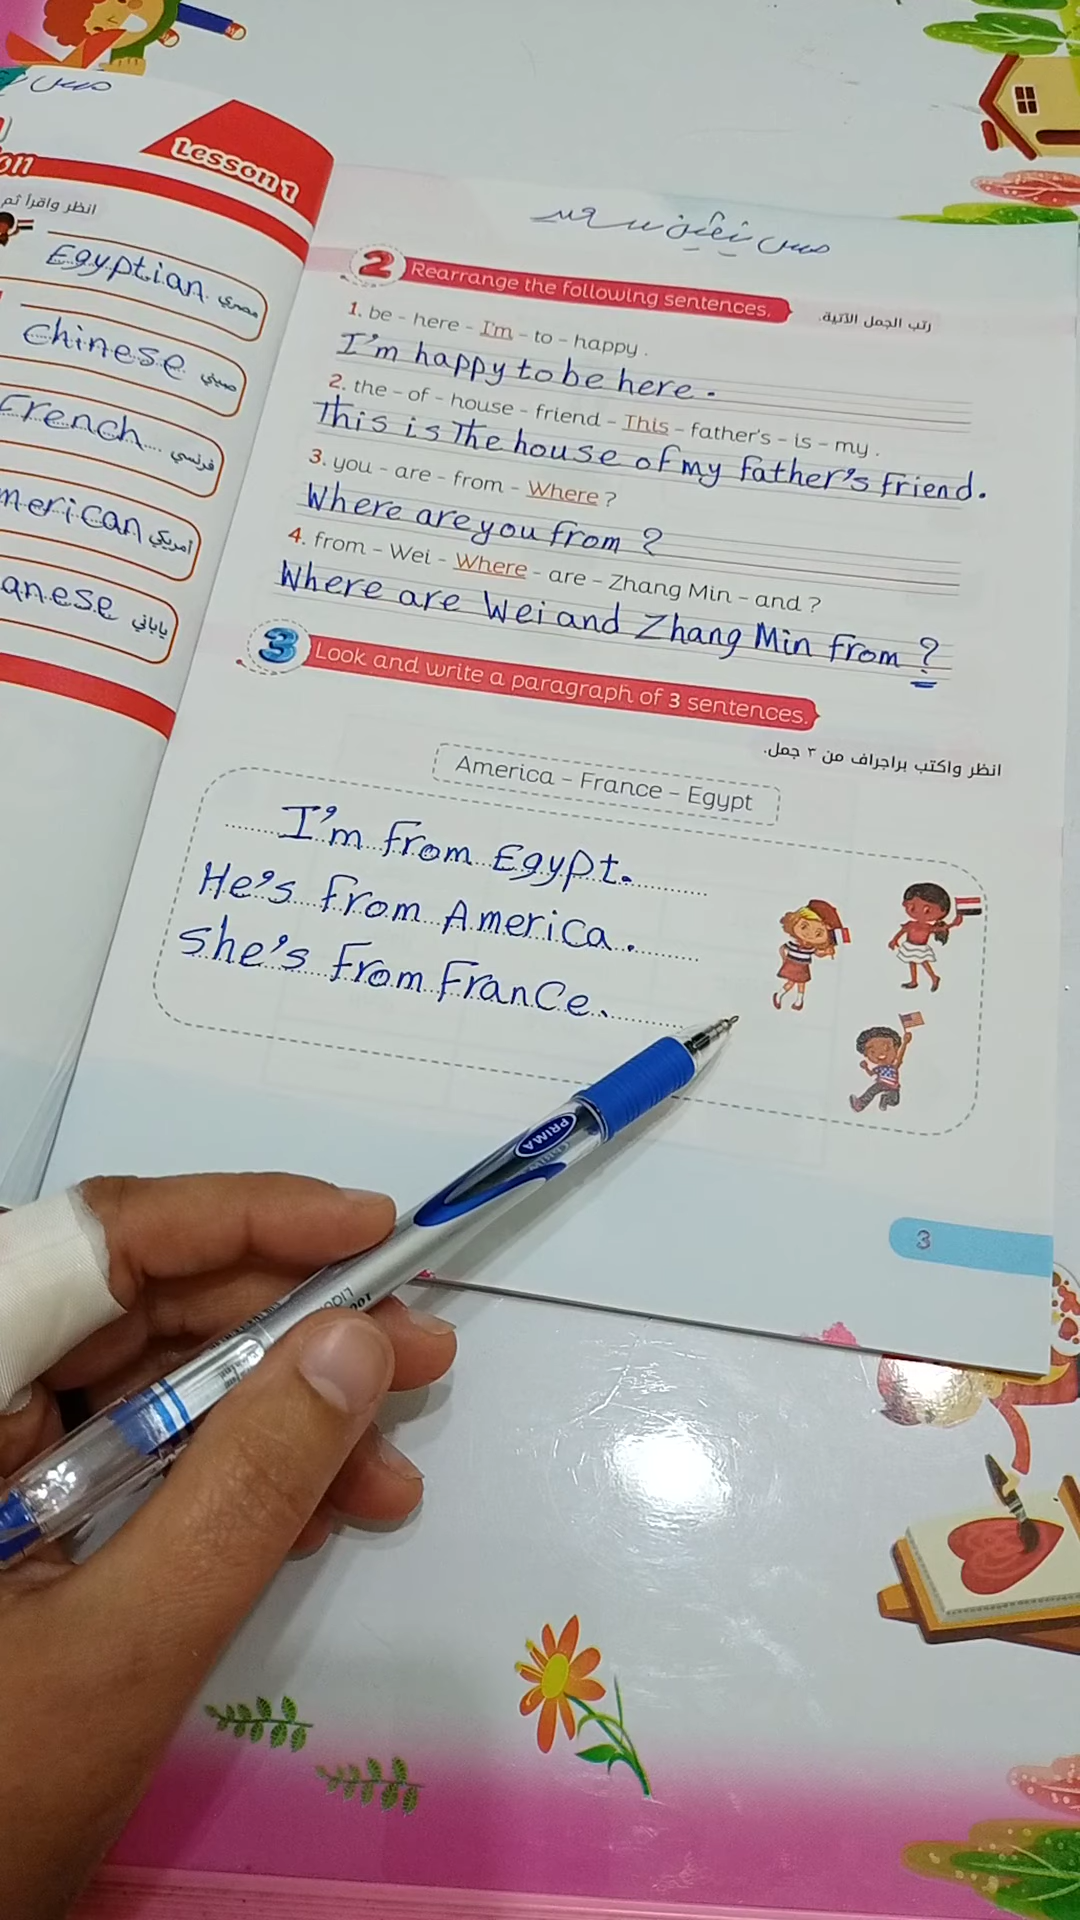 Lesson 1
انظر واقرأ ثم
Egyptian مصري
Chinese صيني
French فرنسي
merican أمريكي
anese ياباني
2 Rearrange the following sentences.
رتب الجمل الآتية.
1. be - here - I'm - to - happy .
I'm happy to be here.
2. the - of - house - friend - This - father's - is - my .
This is The house of my father's friend.
3. you - are - from - Where ?
Where are you from ?
4. from - Wei - Where - are - Zhang Min - and ?
Where are Wei and Zhang Min from ?
3 Look and write a paragraph of 3 sentences.
انظر واكتب براجراف من ٣ جمل.
America - France - Egypt
I'm from Egypt.
He's from America.
she's from France.
PRIMA
3